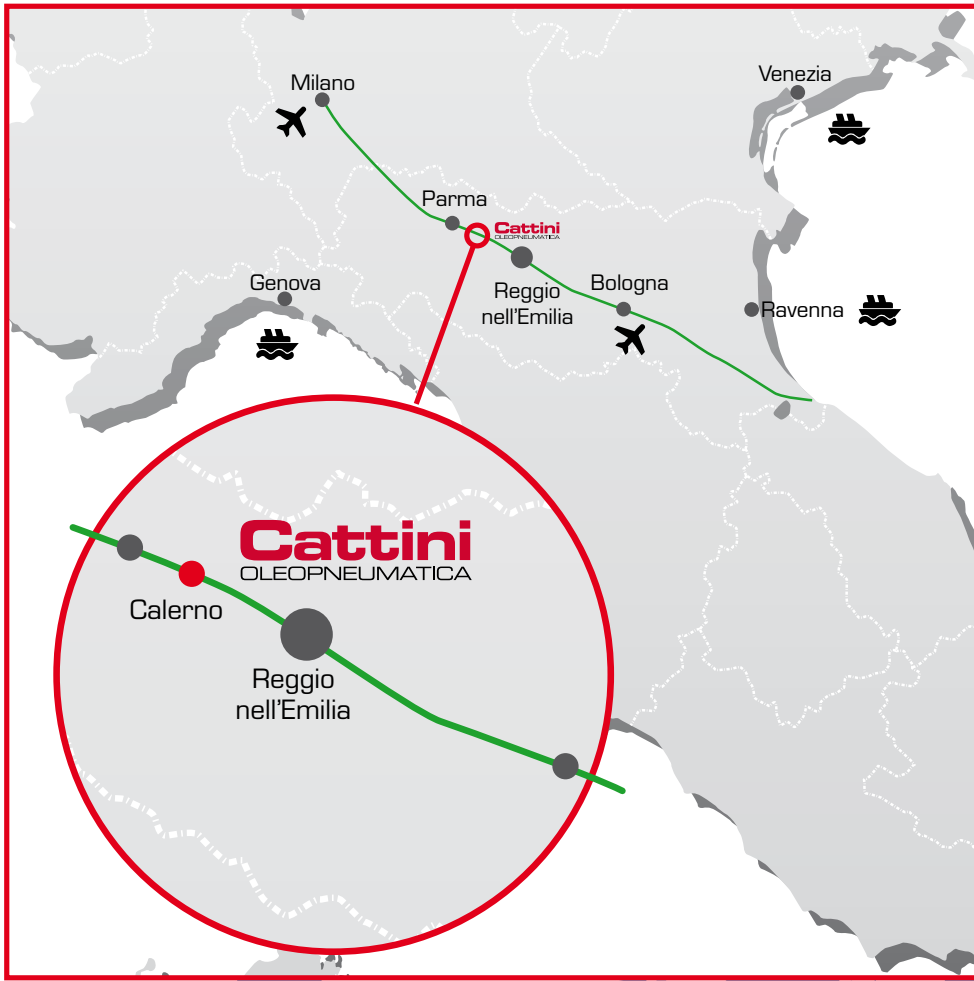 Milano
Venezia
Parma
Cattini
OLEOPNEUMATICA
Genova
Reggio
nell'Emilia
Bologna
Ravenna
Cattini
OLEOPNEUMATICA
Calerno
Reggio
nell'Emilia